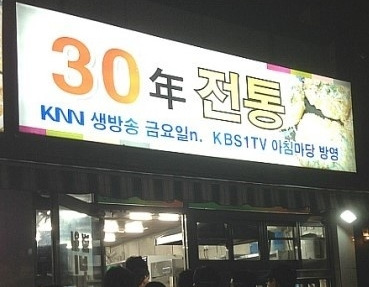 30年 전통
KNN 생방송 금요일n. KBS1TV 아침마당 방영